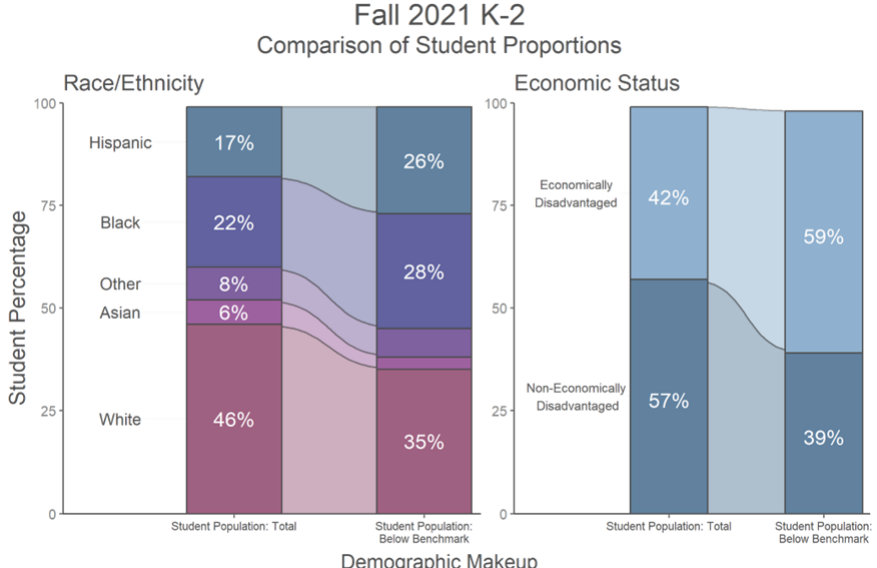 Fall 2021 K-2
Comparison of Student Proportions
Race/Ethnicity
Student Percentage
100
75
50
25
0
Hispanic
Black
Other
Asian
White
17%
22%
8%
6%
46%
26%
28%
35%
Student Population: Total
Student Population:
Below Benchmark
Economic Status
100
75
50
25
0
Economically
Disadvantaged
Non-Economically
Disadvantaged
42%
57%
59%
39%
Student Population: Total
Student Population:
Below Benchmark
Demographic Makeup